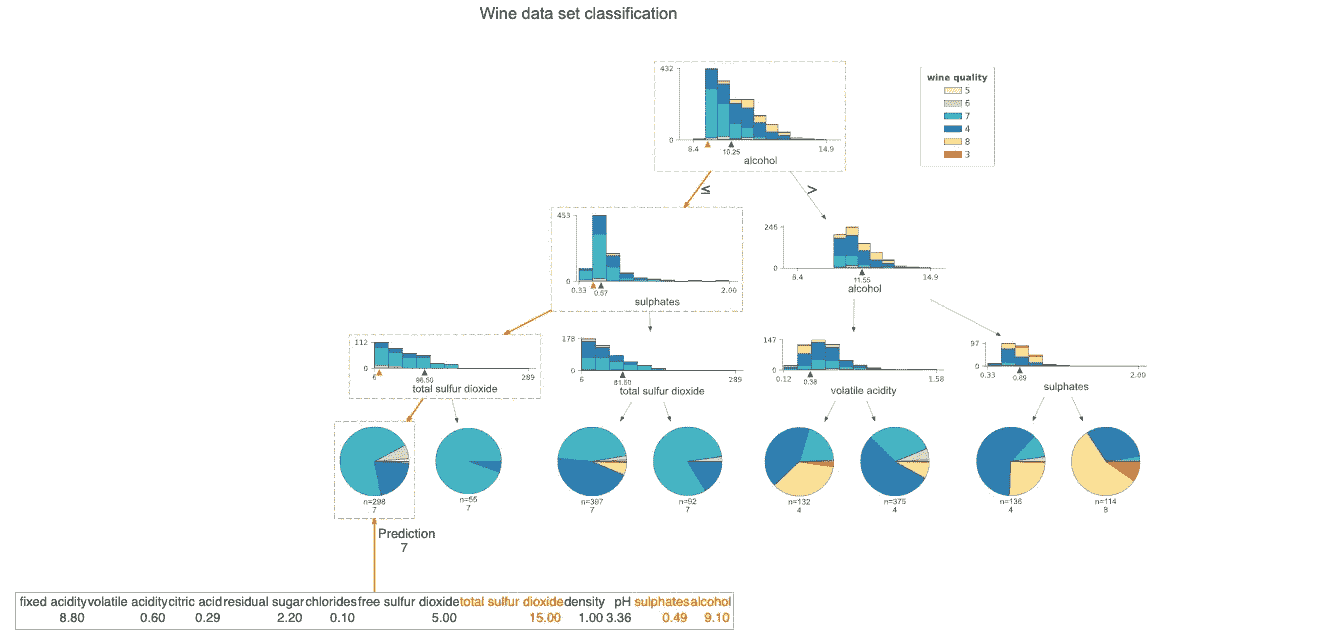 Wine data set classification
432
0
8.4 10.25 14.9
alcohol
wine quality
5
6
7
4
8
3
≤ >
453
0
0.33 0.57 2.00
sulphates
246
0
8.4 11.55 14.9
alcohol
112
0
6 86.50 289
total sulfur dioxide
178
0
6 81.50 289
total sulfur dioxide
147
0
0.12 0.38 1.58
volatile acidity
97
0
0.33 0.69 2.00
sulphates
n=298
7
n=55
7
n=397
7
n=92
7
n=132
4
n=375
4
n=136
4
n=114
8
Prediction
7
fixed acidity volatile acidity citric acid residual sugar chlorides free sulfur dioxide total sulfur dioxide density pH sulphates alcohol
8.80 0.60 0.29 2.20 0.10 5.00 15.00 1.00 3.36 0.49 9.10